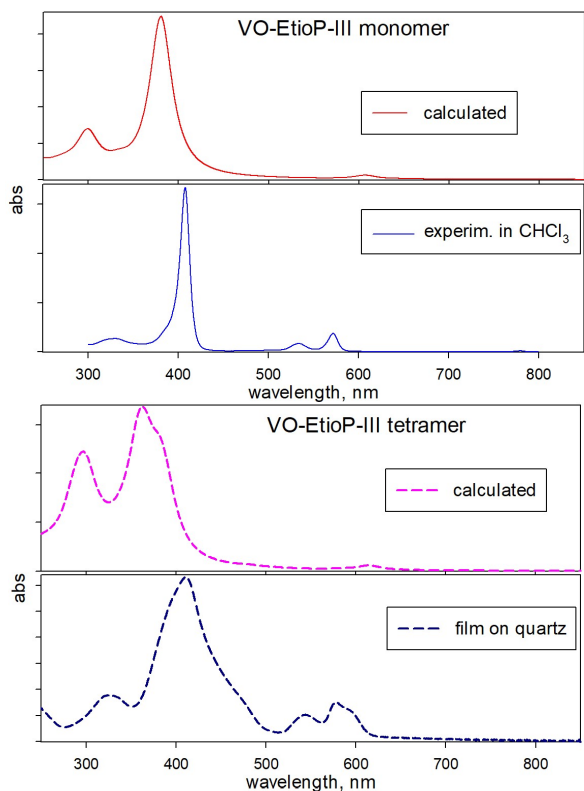 VO-EtioP-III monomer
calculated
abs
experim. in CHCl₃
300 400 500 600 700 800
wavelength, nm
VO-EtioP-III tetramer
calculated
abs
film on quartz
300 400 500 600 700 800
wavelength, nm